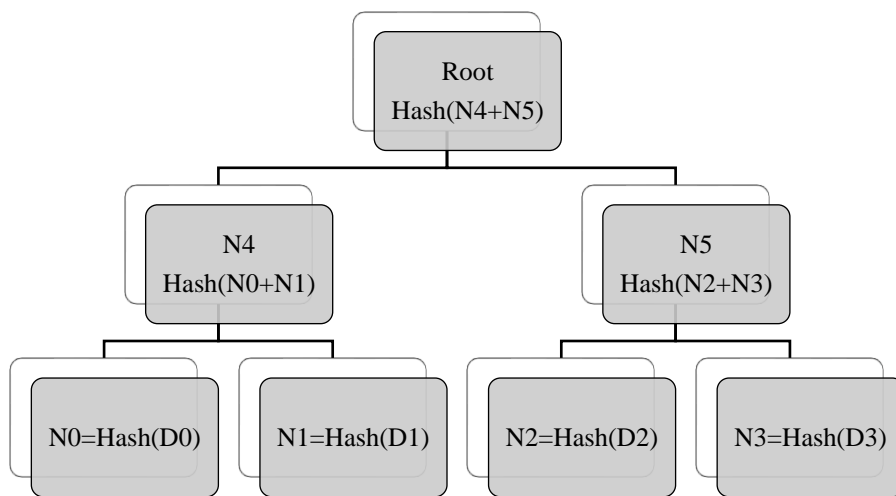 Root
Hash(N4+N5)
N4
Hash(N0+N1)
N5
Hash(N2+N3)
N0=Hash(D0)
N1=Hash(D1)
N2=Hash(D2)
N3=Hash(D3)